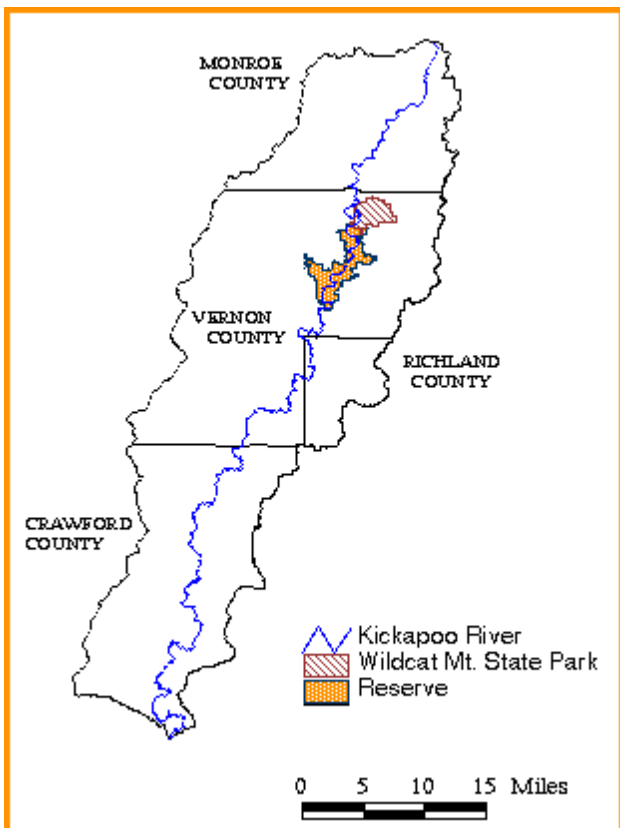 MONROE
COUNTY
VERNON
COUNTY
RICHLAND
COUNTY
CRAWFORD
COUNTY
Kickapoo River
Wildcat Mt. State Park
Reserve
0 5 10 15 Miles